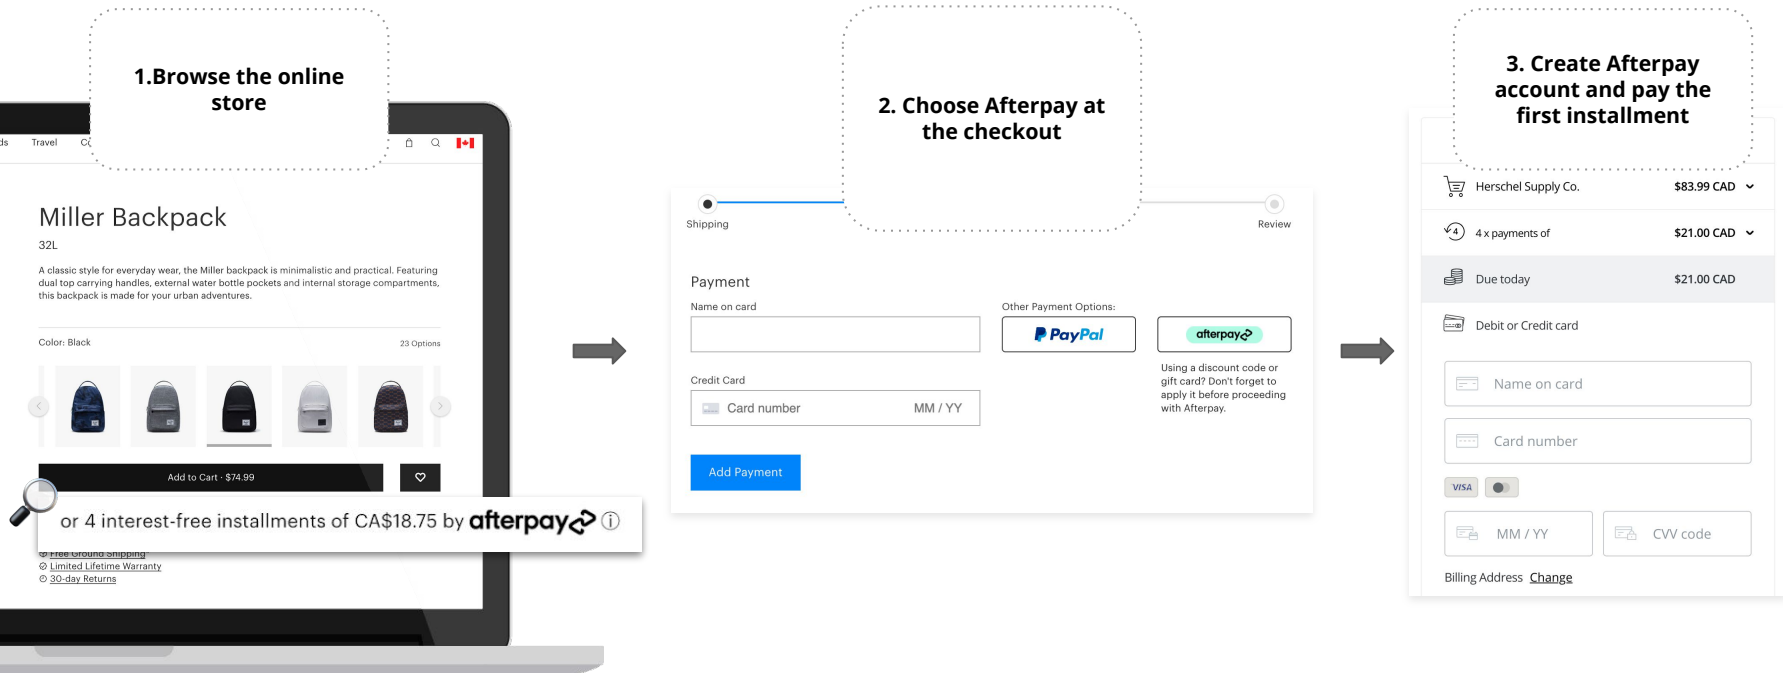 1.Browse the online
store
Travel
Miller Backpack
32L
A classic style for everyday wear, the Miller backpack is minimalistic and practical. Featuring
dual top carrying handles, external water bottle pockets and internal storage compartments,
this backpack is made for your urban adventures.
Color: Black
23 Options
Add to Cart · $74.99
or 4 interest-free installments of CA$18.75 by afterpay
Free Ground Shipping*
Limited Lifetime Warranty
30-day Returns
2. Choose Afterpay at
the checkout
Shipping
Review
Payment
Name on card
Other Payment Options:
PayPal
afterpay
Using a discount code or
gift card? Don't forget to
apply it before proceeding
with Afterpay.
Credit Card
Card number MM / YY
Add Payment
3. Create Afterpay
account and pay the
first installment
Herschel Supply Co. $83.99 CAD
4 4 x payments of $21.00 CAD
Due today $21.00 CAD
Debit or Credit card
Name on card
Card number
VISA
MM / YY
CVV code
Billing Address Change